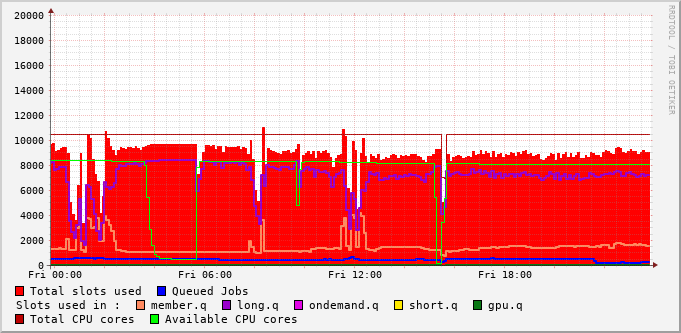 20000
18000
16000
14000
12000
10000
8000
6000
4000
2000
0
Fri 00:00 Fri 06:00 Fri 12:00 Fri 18:00
Total slots used Queued Jobs
Slots used in : member.q long.q ondemand.q short.q gpu.q
Total CPU cores Available CPU cores
RRDTOOL / TOBI OETIKER